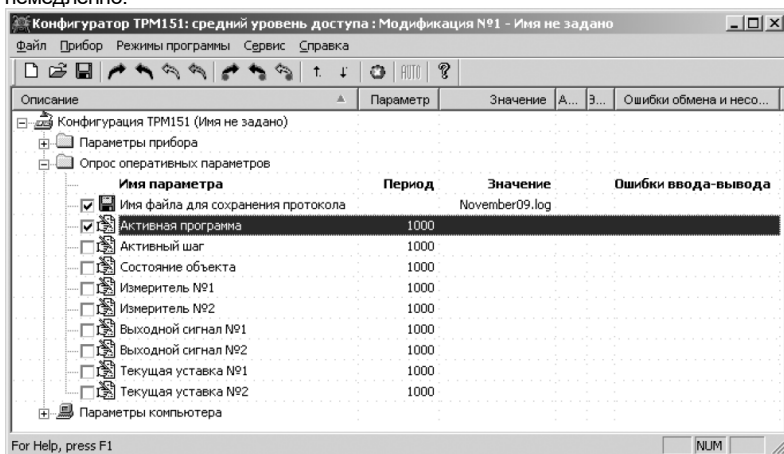 немедленно.
Конфигуратор ТРМ151: средний уровень доступа : Модификация №1 - Имя не задано
Файл Прибор Режимы программы Сервис Справка
AUTO
Описание Параметр Значение А... З... Ошибки обмена и несо...
Конфигурация ТРМ151 (Имя не задано)
Параметры прибора
Опрос оперативных параметров
Имя параметра Период Значение Ошибки ввода-вывода
Имя файла для сохранения протокола November09.log
Активная программа 1000
Активный шаг 1000
Состояние объекта 1000
Измеритель №1 1000
Измеритель №2 1000
Выходной сигнал №1 1000
Выходной сигнал №2 1000
Текущая уставка №1 1000
Текущая уставка №2 1000
Параметры компьютера
For Help, press F1 NUM